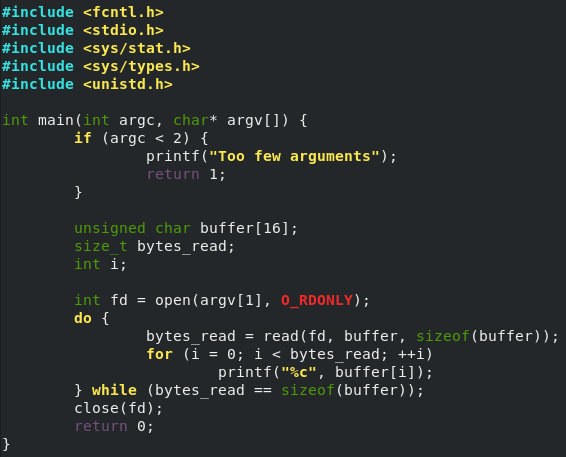 #include <fcntl.h>
#include <stdio.h>
#include <sys/stat.h>
#include <sys/types.h>
#include <unistd.h>

int main(int argc, char* argv[]) {
        if (argc < 2) {
                printf("Too few arguments");
                return 1;
        }

        unsigned char buffer[16];
        size_t bytes_read;
        int i;

        int fd = open(argv[1], O_RDONLY);
        do {
                bytes_read = read(fd, buffer, sizeof(buffer));
                for (i = 0; i < bytes_read; ++i)
                        printf("%c", buffer[i]);
        } while (bytes_read == sizeof(buffer));
        close(fd);
        return 0;
}